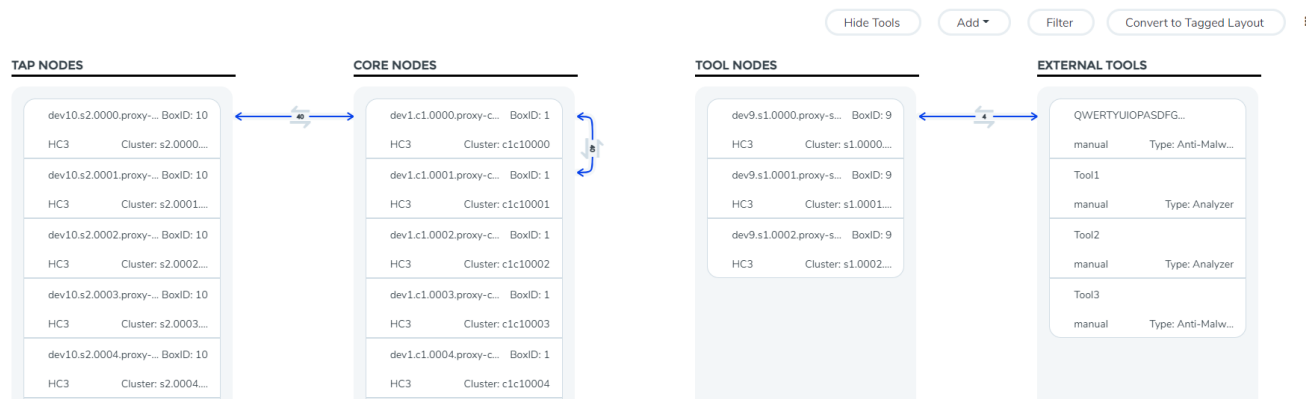 Hide Tools Add Filter Convert to Tagged Layout
TAP NODES CORE NODES TOOL NODES EXTERNAL TOOLS
dev10.s2.0000.proxy-... BoxID: 10
HC3 Cluster: s2.0000....
dev10.s2.0001.proxy-... BoxID: 10
HC3 Cluster: s2.0001....
dev10.s2.0002.proxy-... BoxID: 10
HC3 Cluster: s2.0002....
dev10.s2.0003.proxy-... BoxID: 10
HC3 Cluster: s2.0003....
dev10.s2.0004.proxy-... BoxID: 10
HC3 Cluster: s2.0004....
40
dev1.c1.0000.proxy-c... BoxID: 1
HC3 Cluster: c1c10000
dev1.c1.0001.proxy-c... BoxID: 1
HC3 Cluster: c1c10001
dev1.c1.0002.proxy-c... BoxID: 1
HC3 Cluster: c1c10002
dev1.c1.0003.proxy-c... BoxID: 1
HC3 Cluster: c1c10003
dev1.c1.0004.proxy-c... BoxID: 1
HC3 Cluster: c1c10004
40
dev9.s1.0000.proxy-s... BoxID: 9
HC3 Cluster: s1.0000....
dev9.s1.0001.proxy-s... BoxID: 9
HC3 Cluster: s1.0001....
dev9.s1.0002.proxy-s... BoxID: 9
HC3 Cluster: s1.0002....
4
QWERTYUIOPASDFG...
manual Type: Anti-Malw...
Tool1
manual Type: Analyzer
Tool2
manual Type: Analyzer
Tool3
manual Type: Anti-Malw...